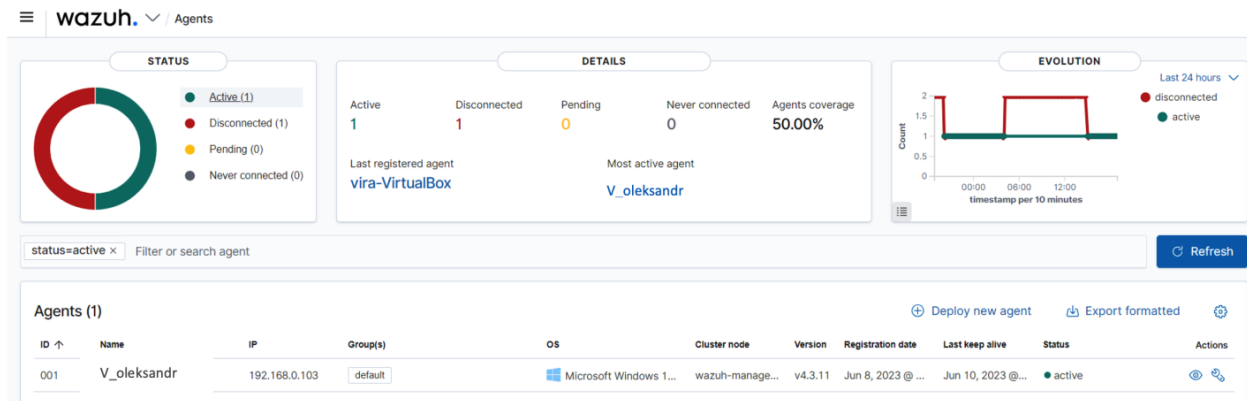 wazuh. / Agents
STATUS
Active (1)
Disconnected (1)
Pending (0)
Never connected (0)
DETAILS
Active Disconnected Pending Never connected Agents coverage
1 1 0 0 50.00%
Last registered agent Most active agent
vira-VirtualBox V_oleksandr
EVOLUTION
Last 24 hours
disconnected
active
Count
2
1.5
1
0.5
0
00:00 06:00 12:00
timestamp per 10 minutes
status=active × Filter or search agent Refresh
Agents (1) Deploy new agent Export formatted
ID Name IP Group(s) OS Cluster node Version Registration date Last keep alive Status Actions
001 V_oleksandr 192.168.0.103 default Microsoft Windows 1... wazuh-manage... v4.3.11 Jun 8, 2023 @ ... Jun 10, 2023 @... active